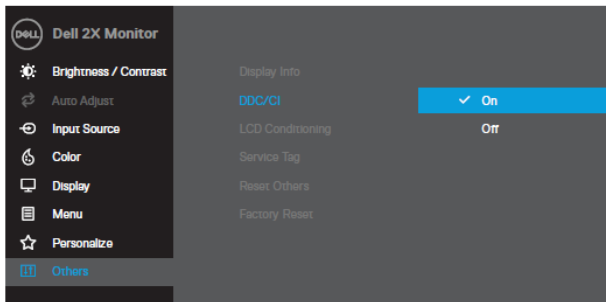 DELL
Dell 2X Monitor
Brightness / Contrast
Auto Adjust
Input Source
Color
Display
Menu
Personalize
Others
Display Info
DDC/CI
LCD Conditioning
Service Tag
Reset Others
Factory Reset
On
Off